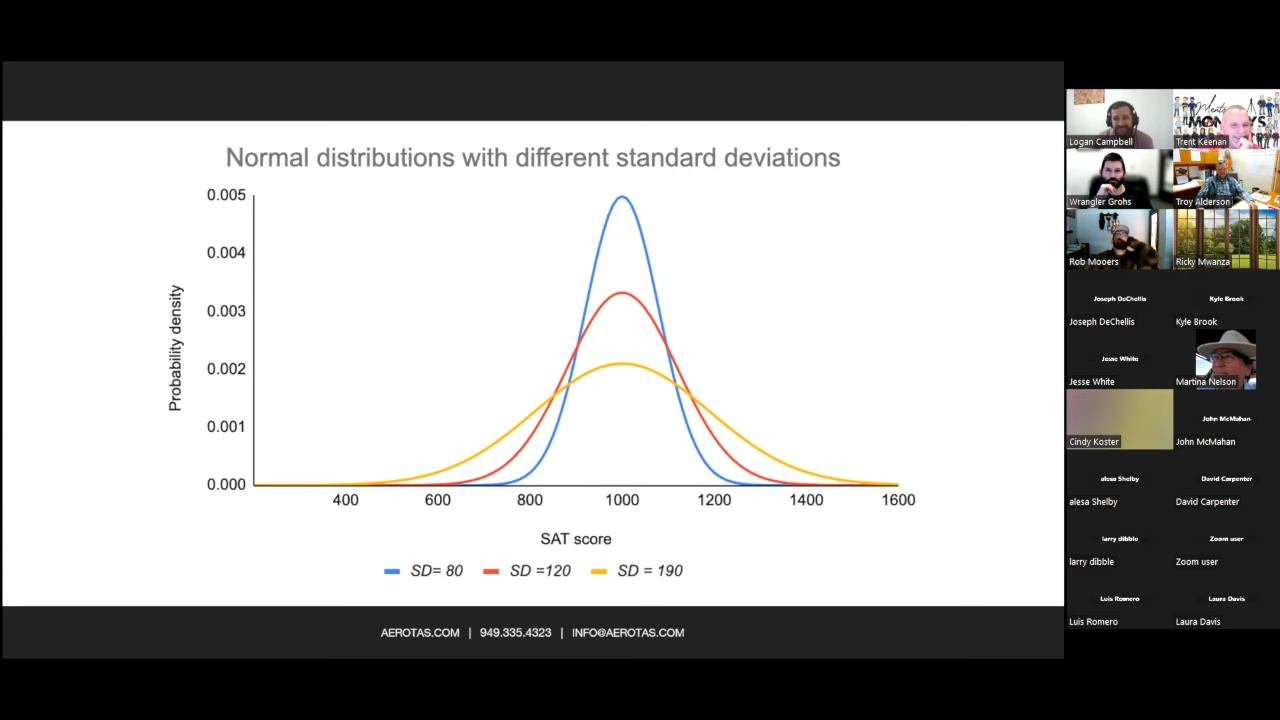 Normal distributions with different standard deviations
0.005
0.004
0.003
0.002
0.001
0.000
Probability density
400 600 800 1000 1200 1400 1600
SAT score
SD= 80 SD =120 SD = 190
AEROTAS.COM | 949.335.4323 | INFO@AEROTAS.COM
Logan Campbell
Trent Keenan
Wrangler Grohs
Troy Alderson
Rob Mooers
Ricky Mwanza
Joseph DeChellis
Joseph DeChellis
Kyle Brook
Kyle Brook
Jesse White
Jesse White
Martina Nelson
Cindy Koster
John McMahan
John McMahan
alesa Shelby
alesa Shelby
David Carpenter
David Carpenter
larry dibble
larry dibble
Zoom user
Zoom user
Luis Romero
Luis Romero
Laura Davis
Laura Davis